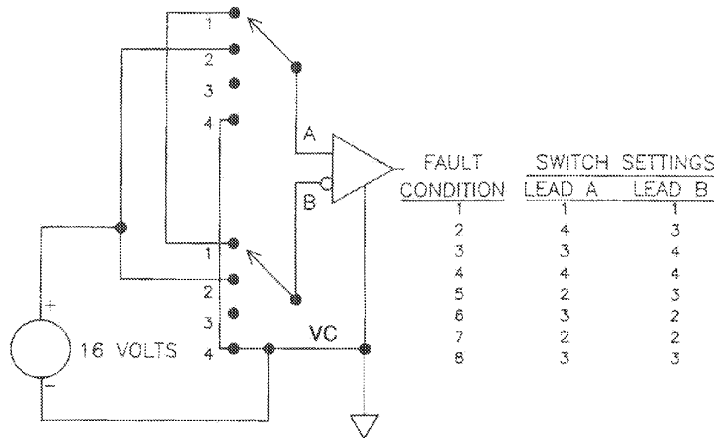 1
2
3
4
A
B
1
2
3
4
+
16 VOLTS
−
VC
FAULT CONDITION SWITCH SETTINGS
LEAD A LEAD B
1 1 1
2 4 3
3 3 4
4 4 4
5 2 3
6 3 2
7 2 2
8 3 3